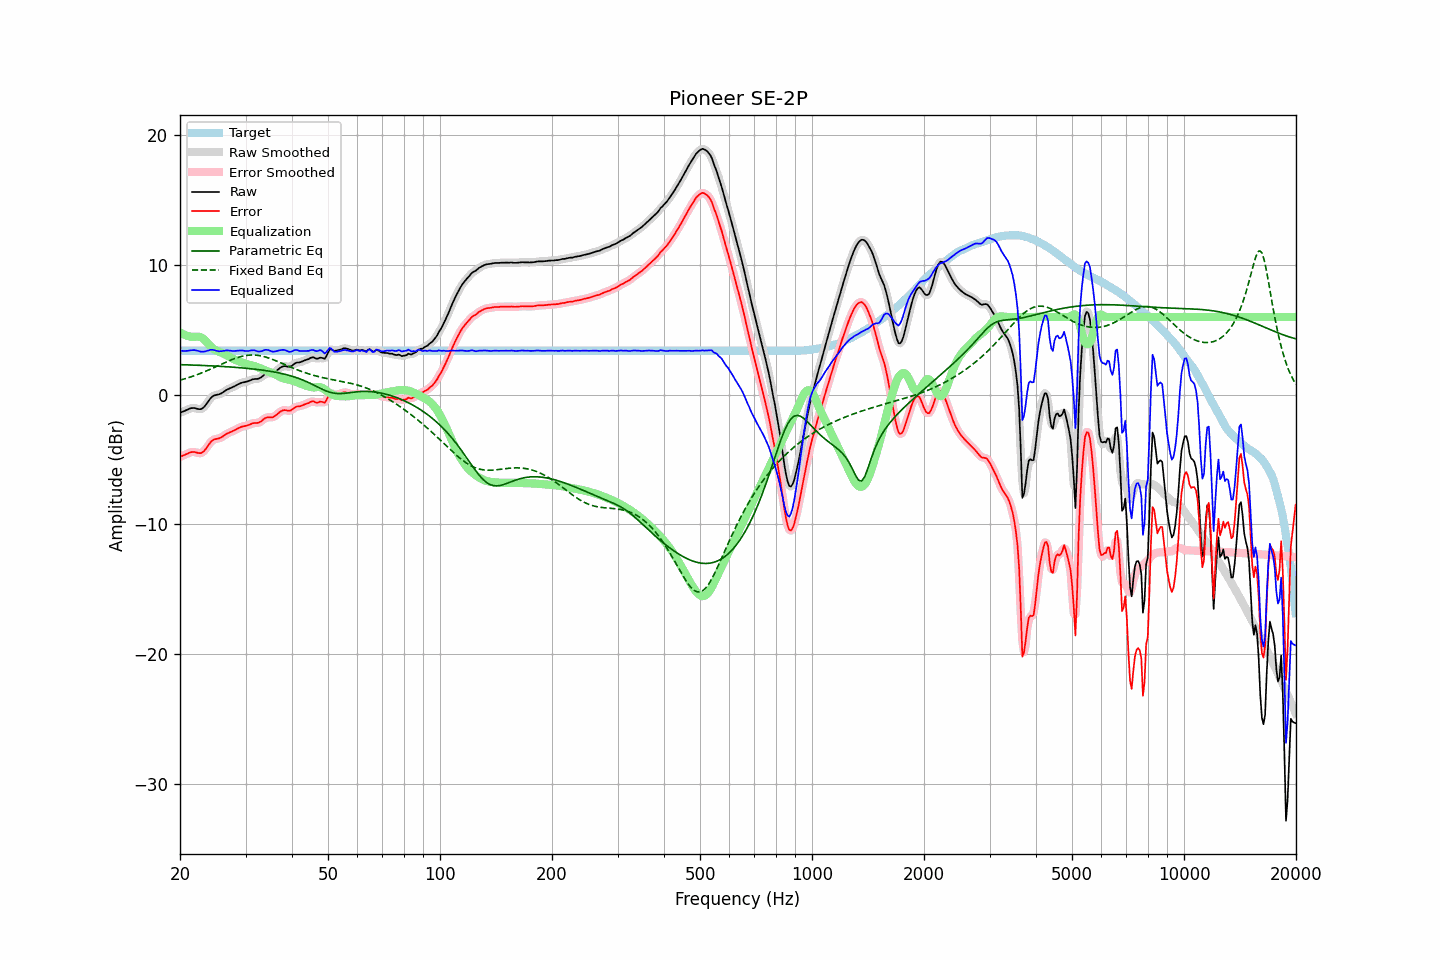 Pioneer SE-2P
Target
Raw Smoothed
Error Smoothed
Raw
Error
Equalization
Parametric Eq
Fixed Band Eq
Equalized
20
10
0
−10
−20
−30
Amplitude (dBr)
20
50
100
200
500
1000
2000
5000
10000
20000
Frequency (Hz)